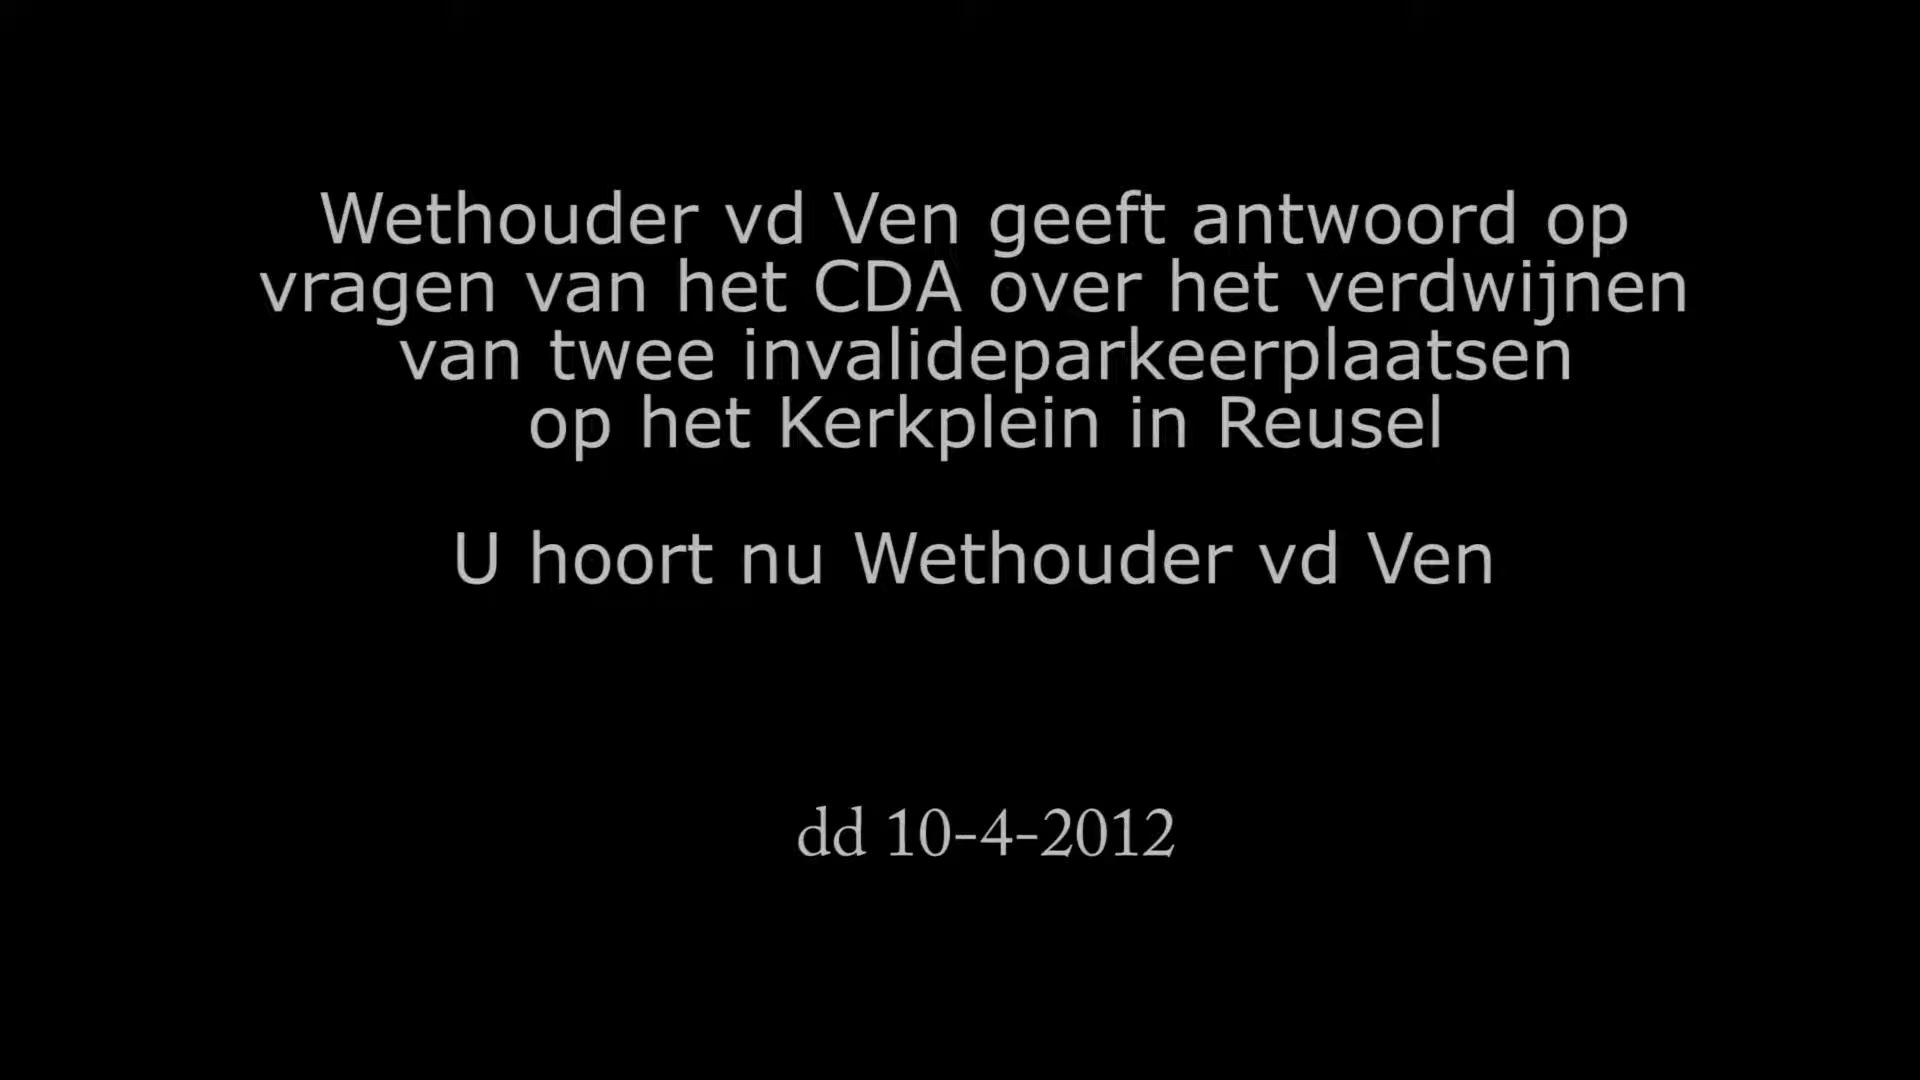 Wethouder vd Ven geeft antwoord op
vragen van het CDA over het verdwijnen
van twee invalideparkeerplaatsen
op het Kerkplein in Reusel
U hoort nu Wethouder vd Ven
dd 10-4-2012